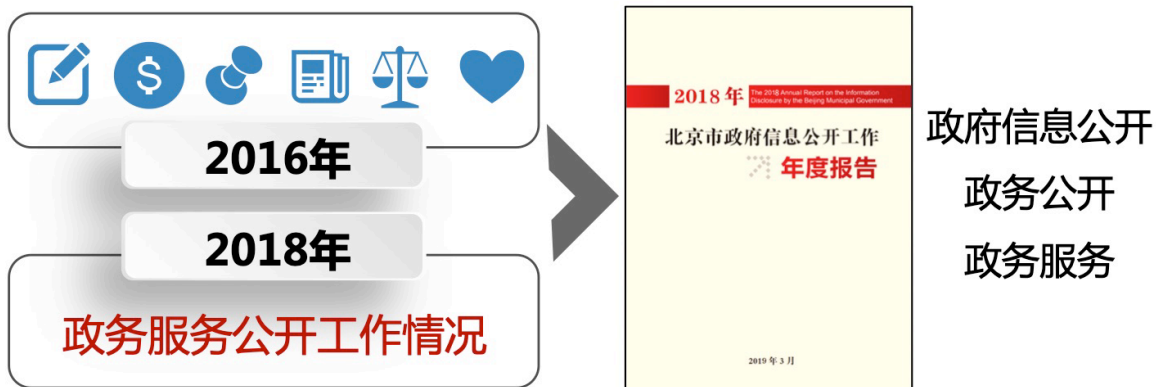 2016年
2018年
政务服务公开工作情况
2018年
The 2018 Annual Report on the Information
Disclosure by the Beijing Municipal Government
北京市政府信息公开工作
年度报告
2019年3月
政府信息公开
政务公开
政务服务